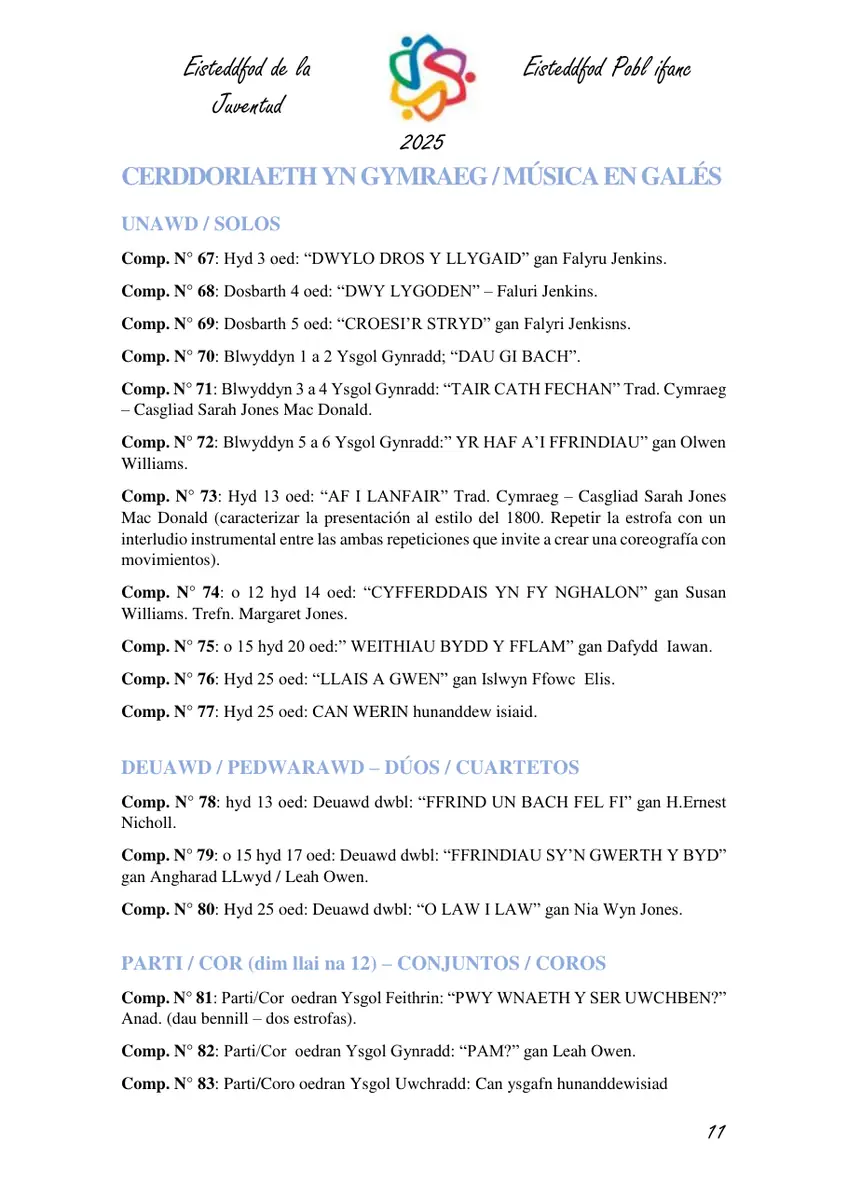 Eisteddfod de la
Juventud
Eisteddfod Pobl ifanc
2025
CERDDORIAETH YN GYMRAEG / MÚSICA EN GALÉS
UNAWD / SOLOS
Comp. N° 67: Hyd 3 oed: “DWYLO DROS Y LLYGAID” gan Falyru Jenkins.
Comp. N° 68: Dosbarth 4 oed: “DWY LYGODEN” – Faluri Jenkins.
Comp. N° 69: Dosbarth 5 oed: “CROESI’R STRYD” gan Falyri Jenkisns.
Comp. N° 70: Blwyddyn 1 a 2 Ysgol Gynradd; “DAU GI BACH”.
Comp. N° 71: Blwyddyn 3 a 4 Ysgol Gynradd: “TAIR CATH FECHAN” Trad. Cymraeg
– Casgliad Sarah Jones Mac Donald.
Comp. N° 72: Blwyddyn 5 a 6 Ysgol Gynradd:” YR HAF A’I FFRINDIAU” gan Olwen
Williams.
Comp. N° 73: Hyd 13 oed: “AF I LANFAIR” Trad. Cymraeg – Casgliad Sarah Jones
Mac Donald (caracterizar la presentación al estilo del 1800. Repetir la estrofa con un
interludio instrumental entre las ambas repeticiones que invite a crear una coreografía con
movimientos).
Comp. N° 74: o 12 hyd 14 oed: “CYFFERDDAIS YN FY NGHALON” gan Susan
Williams. Trefn. Margaret Jones.
Comp. N° 75: o 15 hyd 20 oed:” WEITHIAU BYDD Y FFLAM” gan Dafydd Iawan.
Comp. N° 76: Hyd 25 oed: “LLAIS A GWEN” gan Islwyn Ffowc Elis.
Comp. N° 77: Hyd 25 oed: CAN WERIN hunanddew isiaid.
DEUAWD / PEDWARAWD – DÚOS / CUARTETOS
Comp. N° 78: hyd 13 oed: Deuawd dwbl: “FFRIND UN BACH FEL FI” gan H.Ernest
Nicholl.
Comp. N° 79: o 15 hyd 17 oed: Deuawd dwbl: “FFRINDIAU SY’N GWERTH Y BYD”
gan Angharad LLwyd / Leah Owen.
Comp. N° 80: Hyd 25 oed: Deuawd dwbl: “O LAW I LAW” gan Nia Wyn Jones.
PARTI / COR (dim llai na 12) – CONJUNTOS / COROS
Comp. N° 81: Parti/Cor oedran Ysgol Feithrin: “PWY WNAETH Y SER UWCHBEN?”
Anad. (dau bennill – dos estrofas).
Comp. N° 82: Parti/Cor oedran Ysgol Gynradd: “PAM?” gan Leah Owen.
Comp. N° 83: Parti/Coro oedran Ysgol Uwchradd: Can ysgafn hunanddewisiad
11